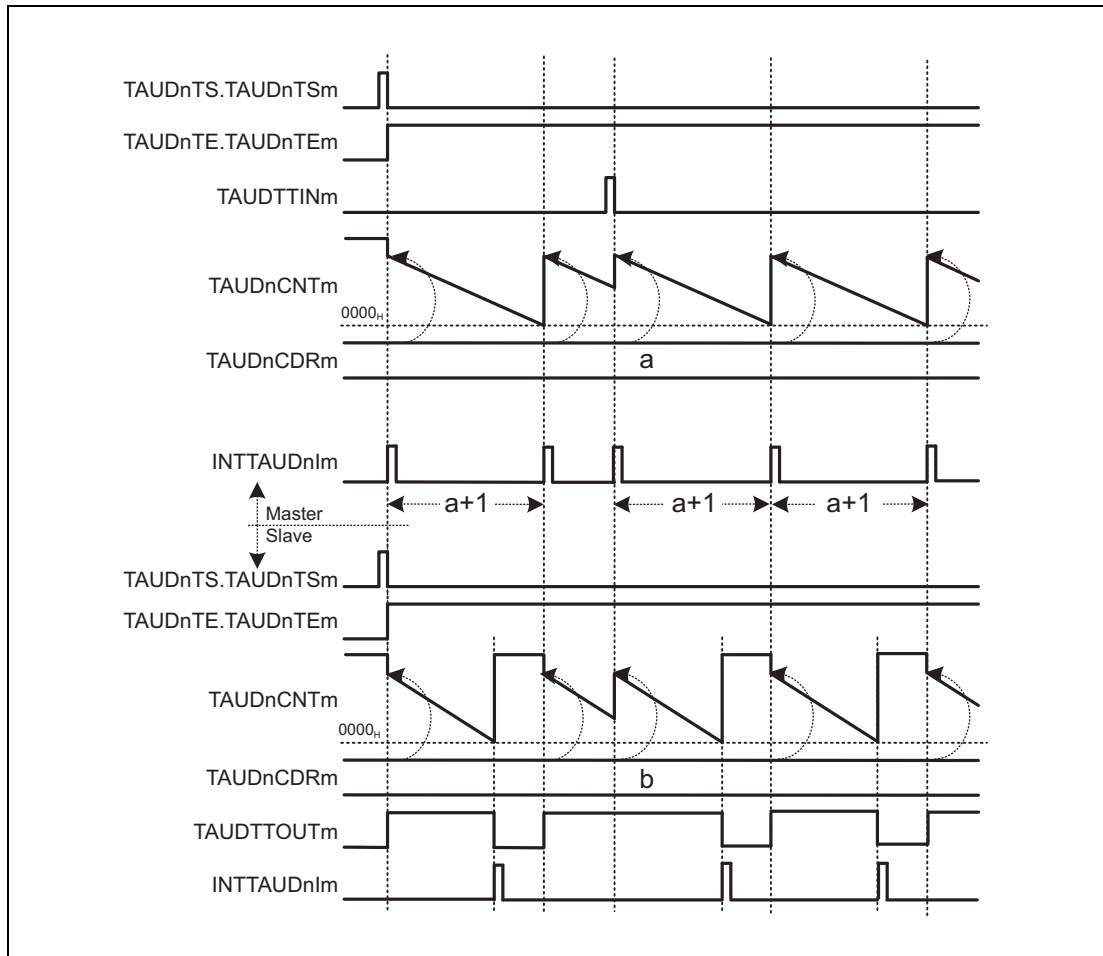 TAUDnTS.TAUDnTSm
TAUDnTE.TAUDnTEm
TAUDTTINm
TAUDnCNTm
0000H
TAUDnCDRm
a
INTTAUDnIm
a+1
a+1
a+1
Master
Slave
TAUDnTS.TAUDnTSm
TAUDnTE.TAUDnTEm
TAUDnCNTm
0000H
TAUDnCDRm
b
TAUDTTOUTm
INTTAUDnIm